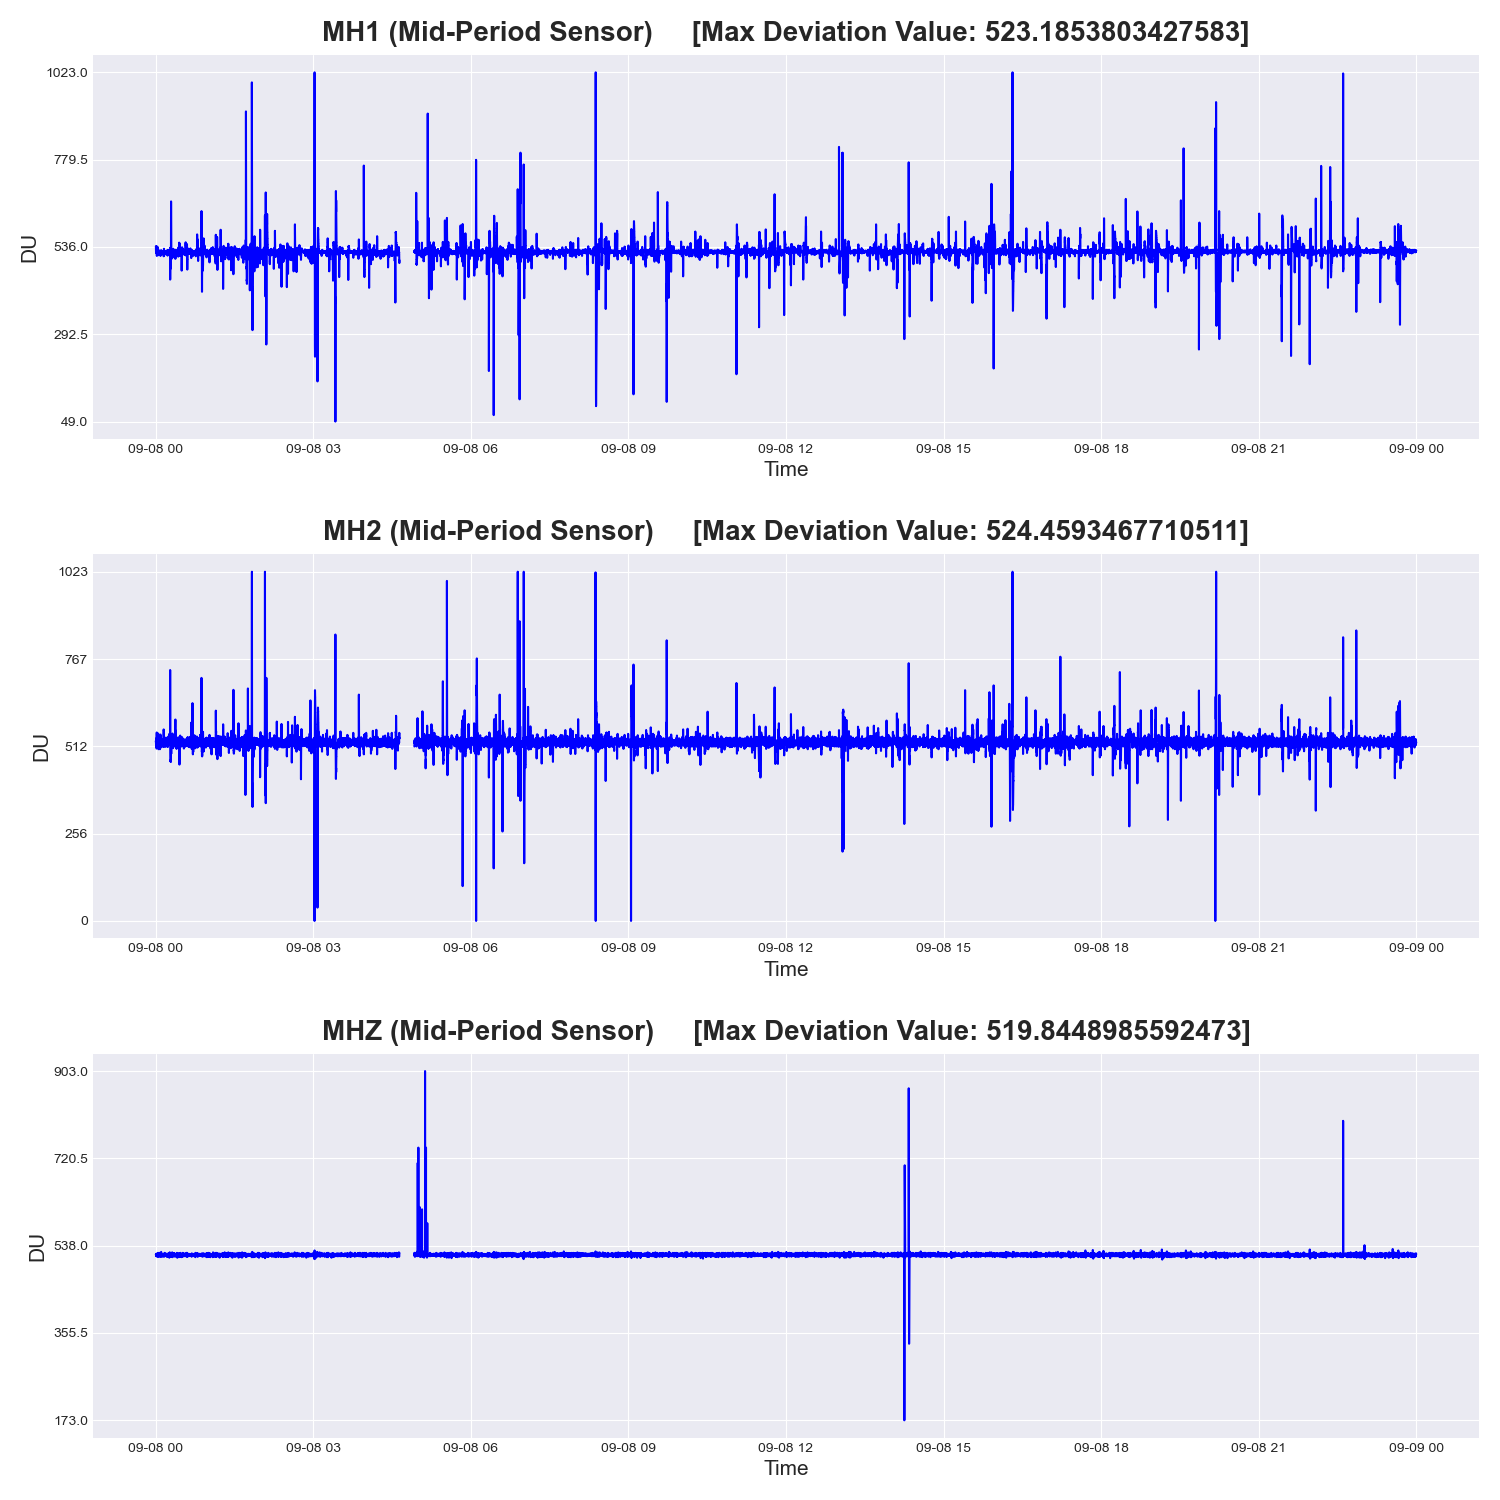 MH1 (Mid-Period Sensor) [Max Deviation Value: 523.1853803427583]
1023.0
779.5
536.0
292.5
49.0
DU
09-08 00 09-08 03 09-08 06 09-08 09 09-08 12 09-08 15 09-08 18 09-08 21 09-09 00
Time
MH2 (Mid-Period Sensor) [Max Deviation Value: 524.4593467710511]
1023
767
512
256
0
DU
09-08 00 09-08 03 09-08 06 09-08 09 09-08 12 09-08 15 09-08 18 09-08 21 09-09 00
Time
MHZ (Mid-Period Sensor) [Max Deviation Value: 519.8448985592473]
903.0
720.5
538.0
355.5
173.0
DU
09-08 00 09-08 03 09-08 06 09-08 09 09-08 12 09-08 15 09-08 18 09-08 21 09-09 00
Time